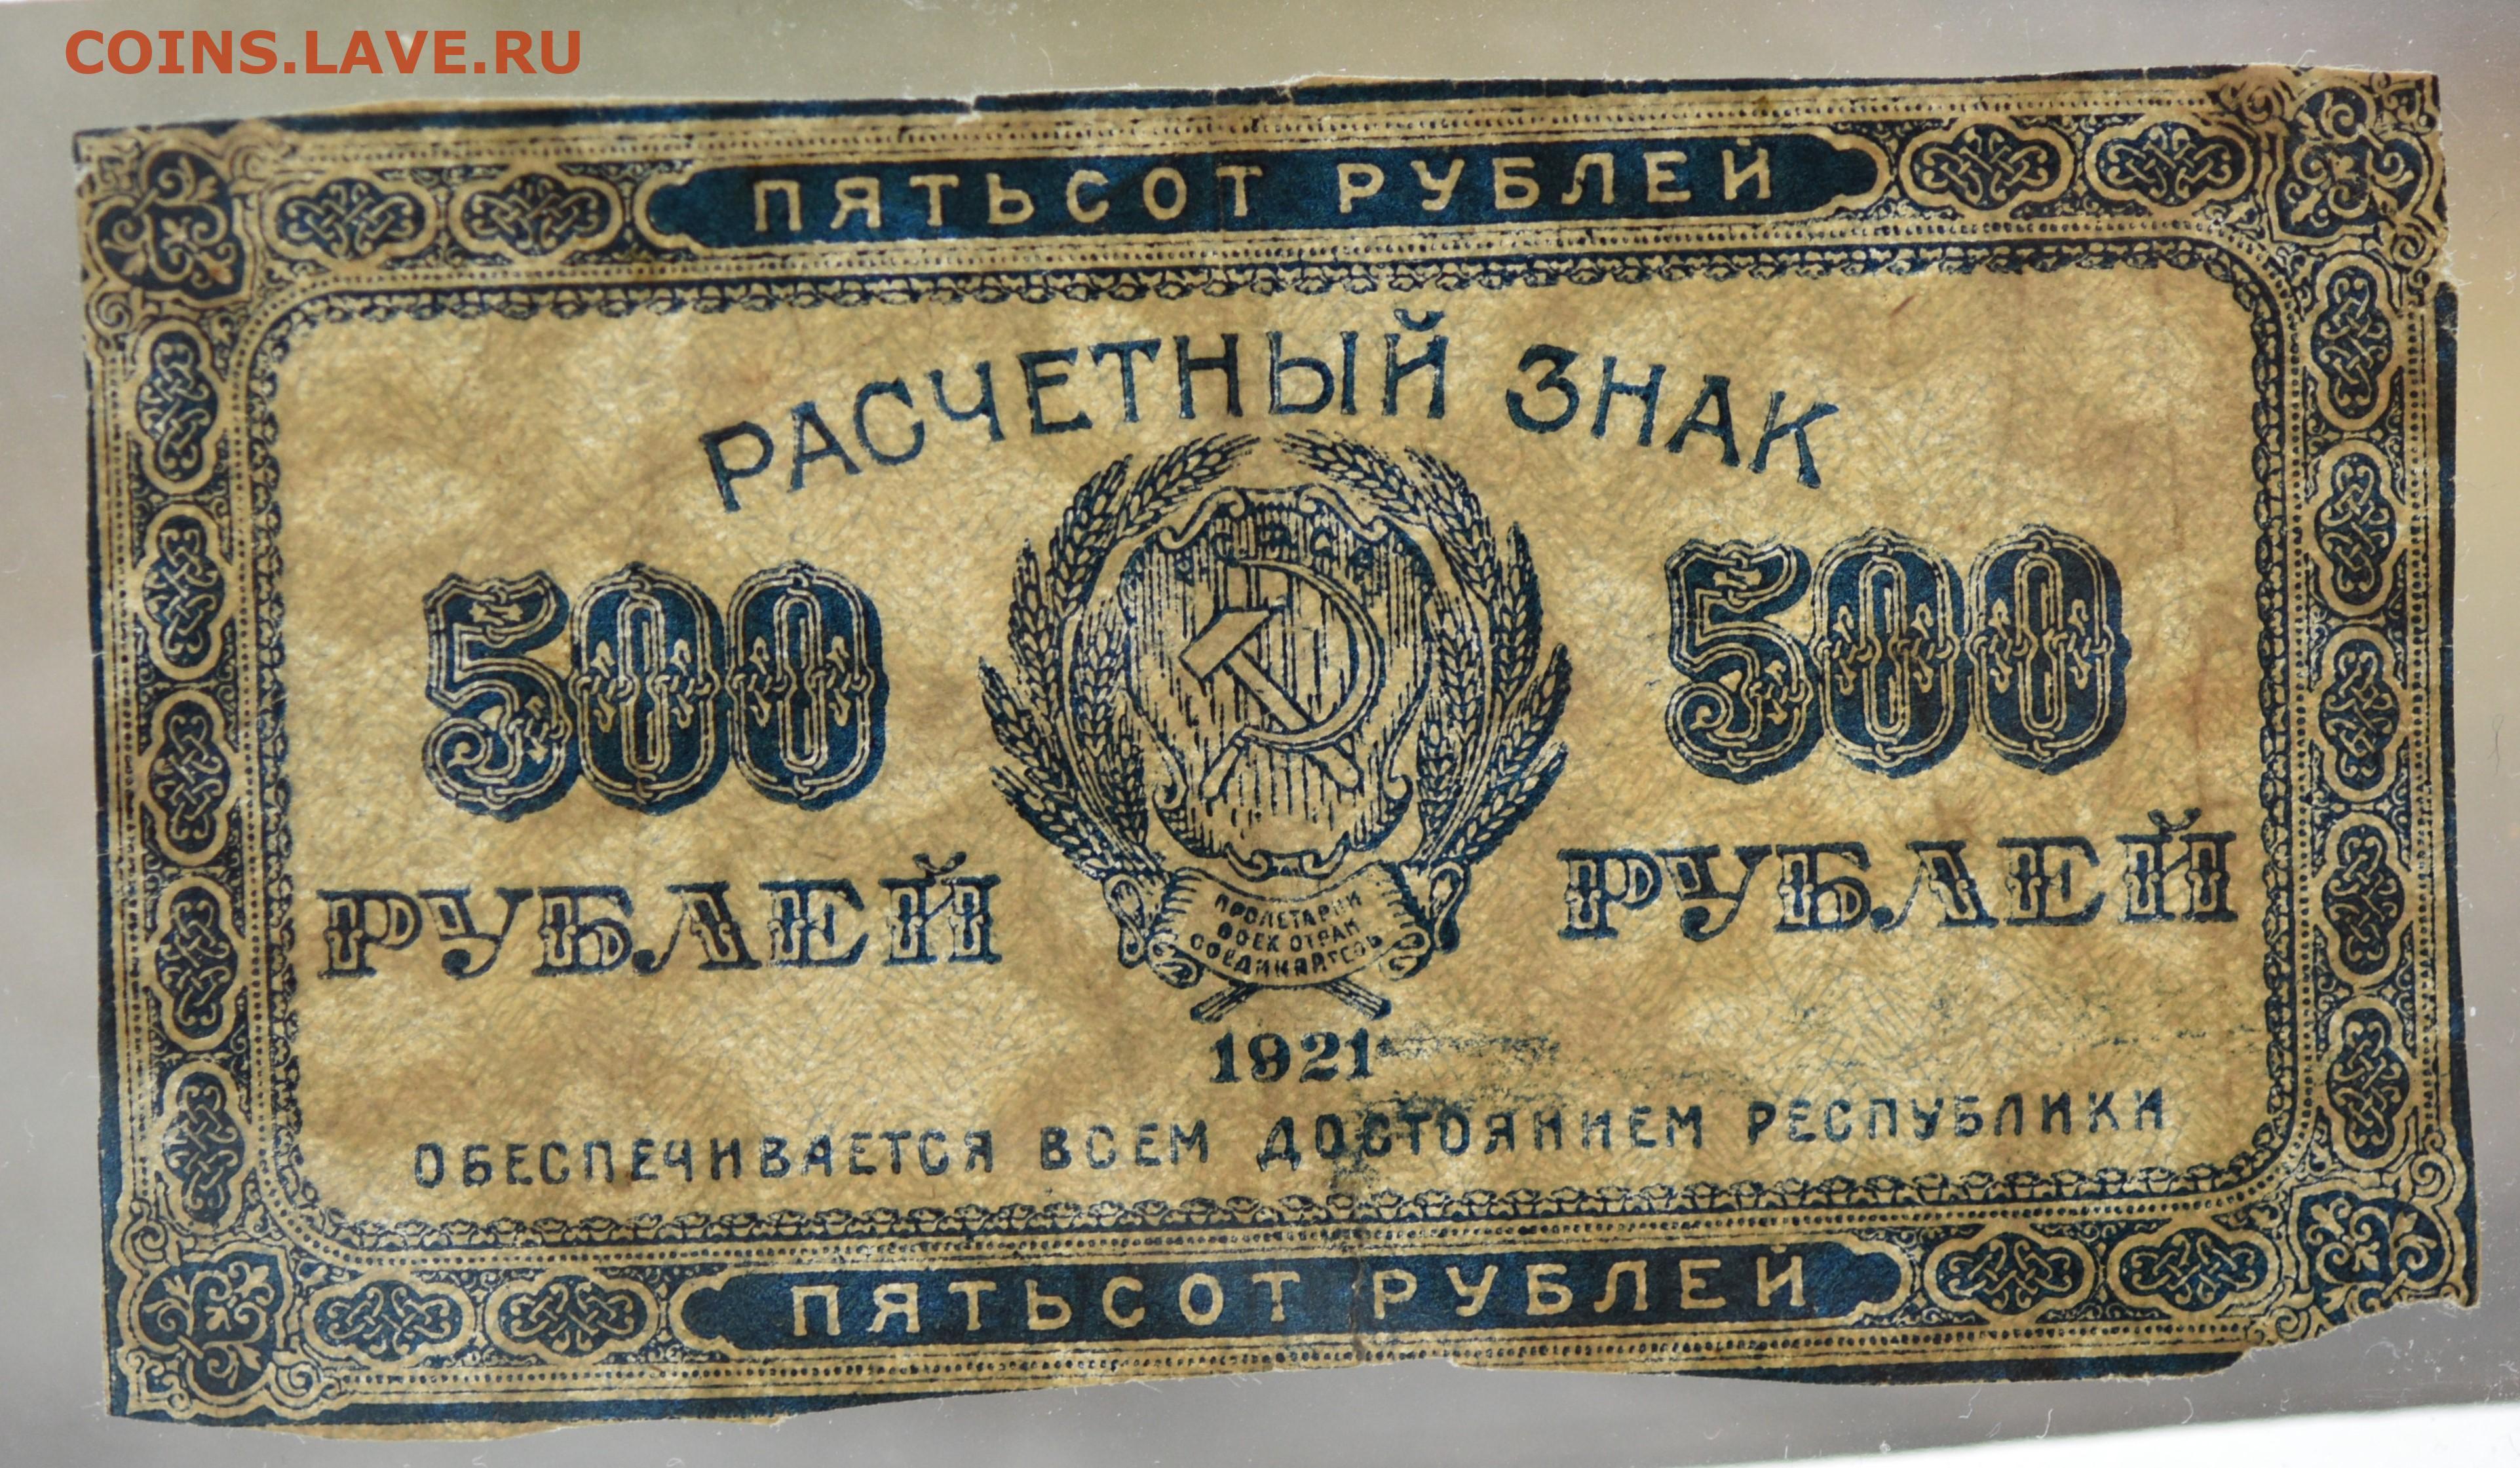 COINS.LAVE.RU
ПЯТЬСОТ РУБЛЕЙ
РАСЧЕТНЫЙ ЗНАК
500 500
РУБЛЕЙ РУБЛЕЙ
ПРОЛЕТАРИИ
ВСЕХ СТРАН
СОЕДИНЯЙТЕСЬ
1921
ОБЕСПЕЧИВАЕТСЯ ВСЕМ ДОСТОЯНИЕМ РЕСПУБЛИКИ
ПЯТЬСОТ РУБЛЕЙ